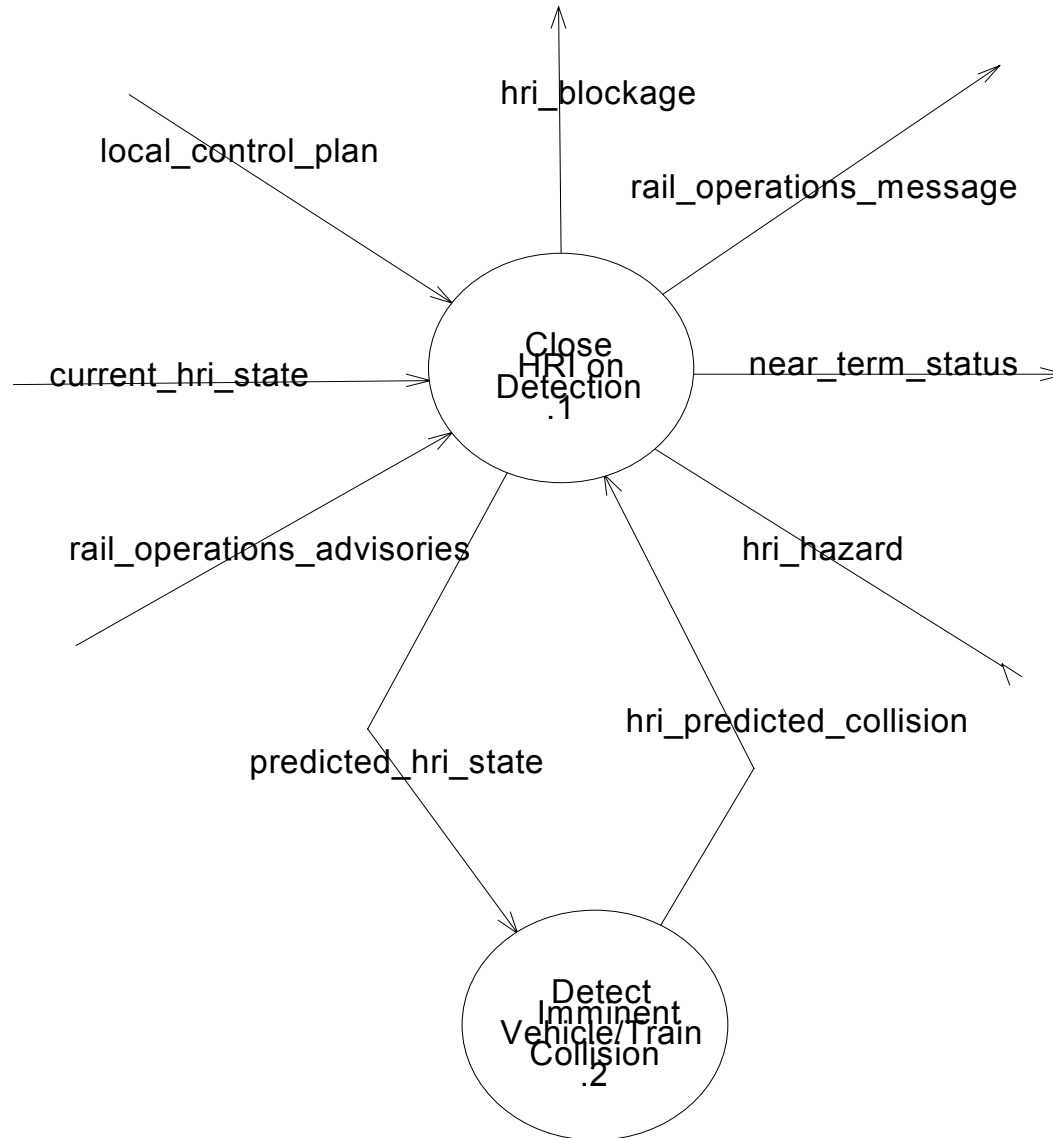 hri_blockage
local_control_plan
rail_operations_message
Close
HRI on
Detection
.1
current_hri_state
near_term_status
rail_operations_advisories
hri_hazard
hri_predicted_collision
predicted_hri_state
Detect
Imminent
Vehicle/Train
Collision
.2